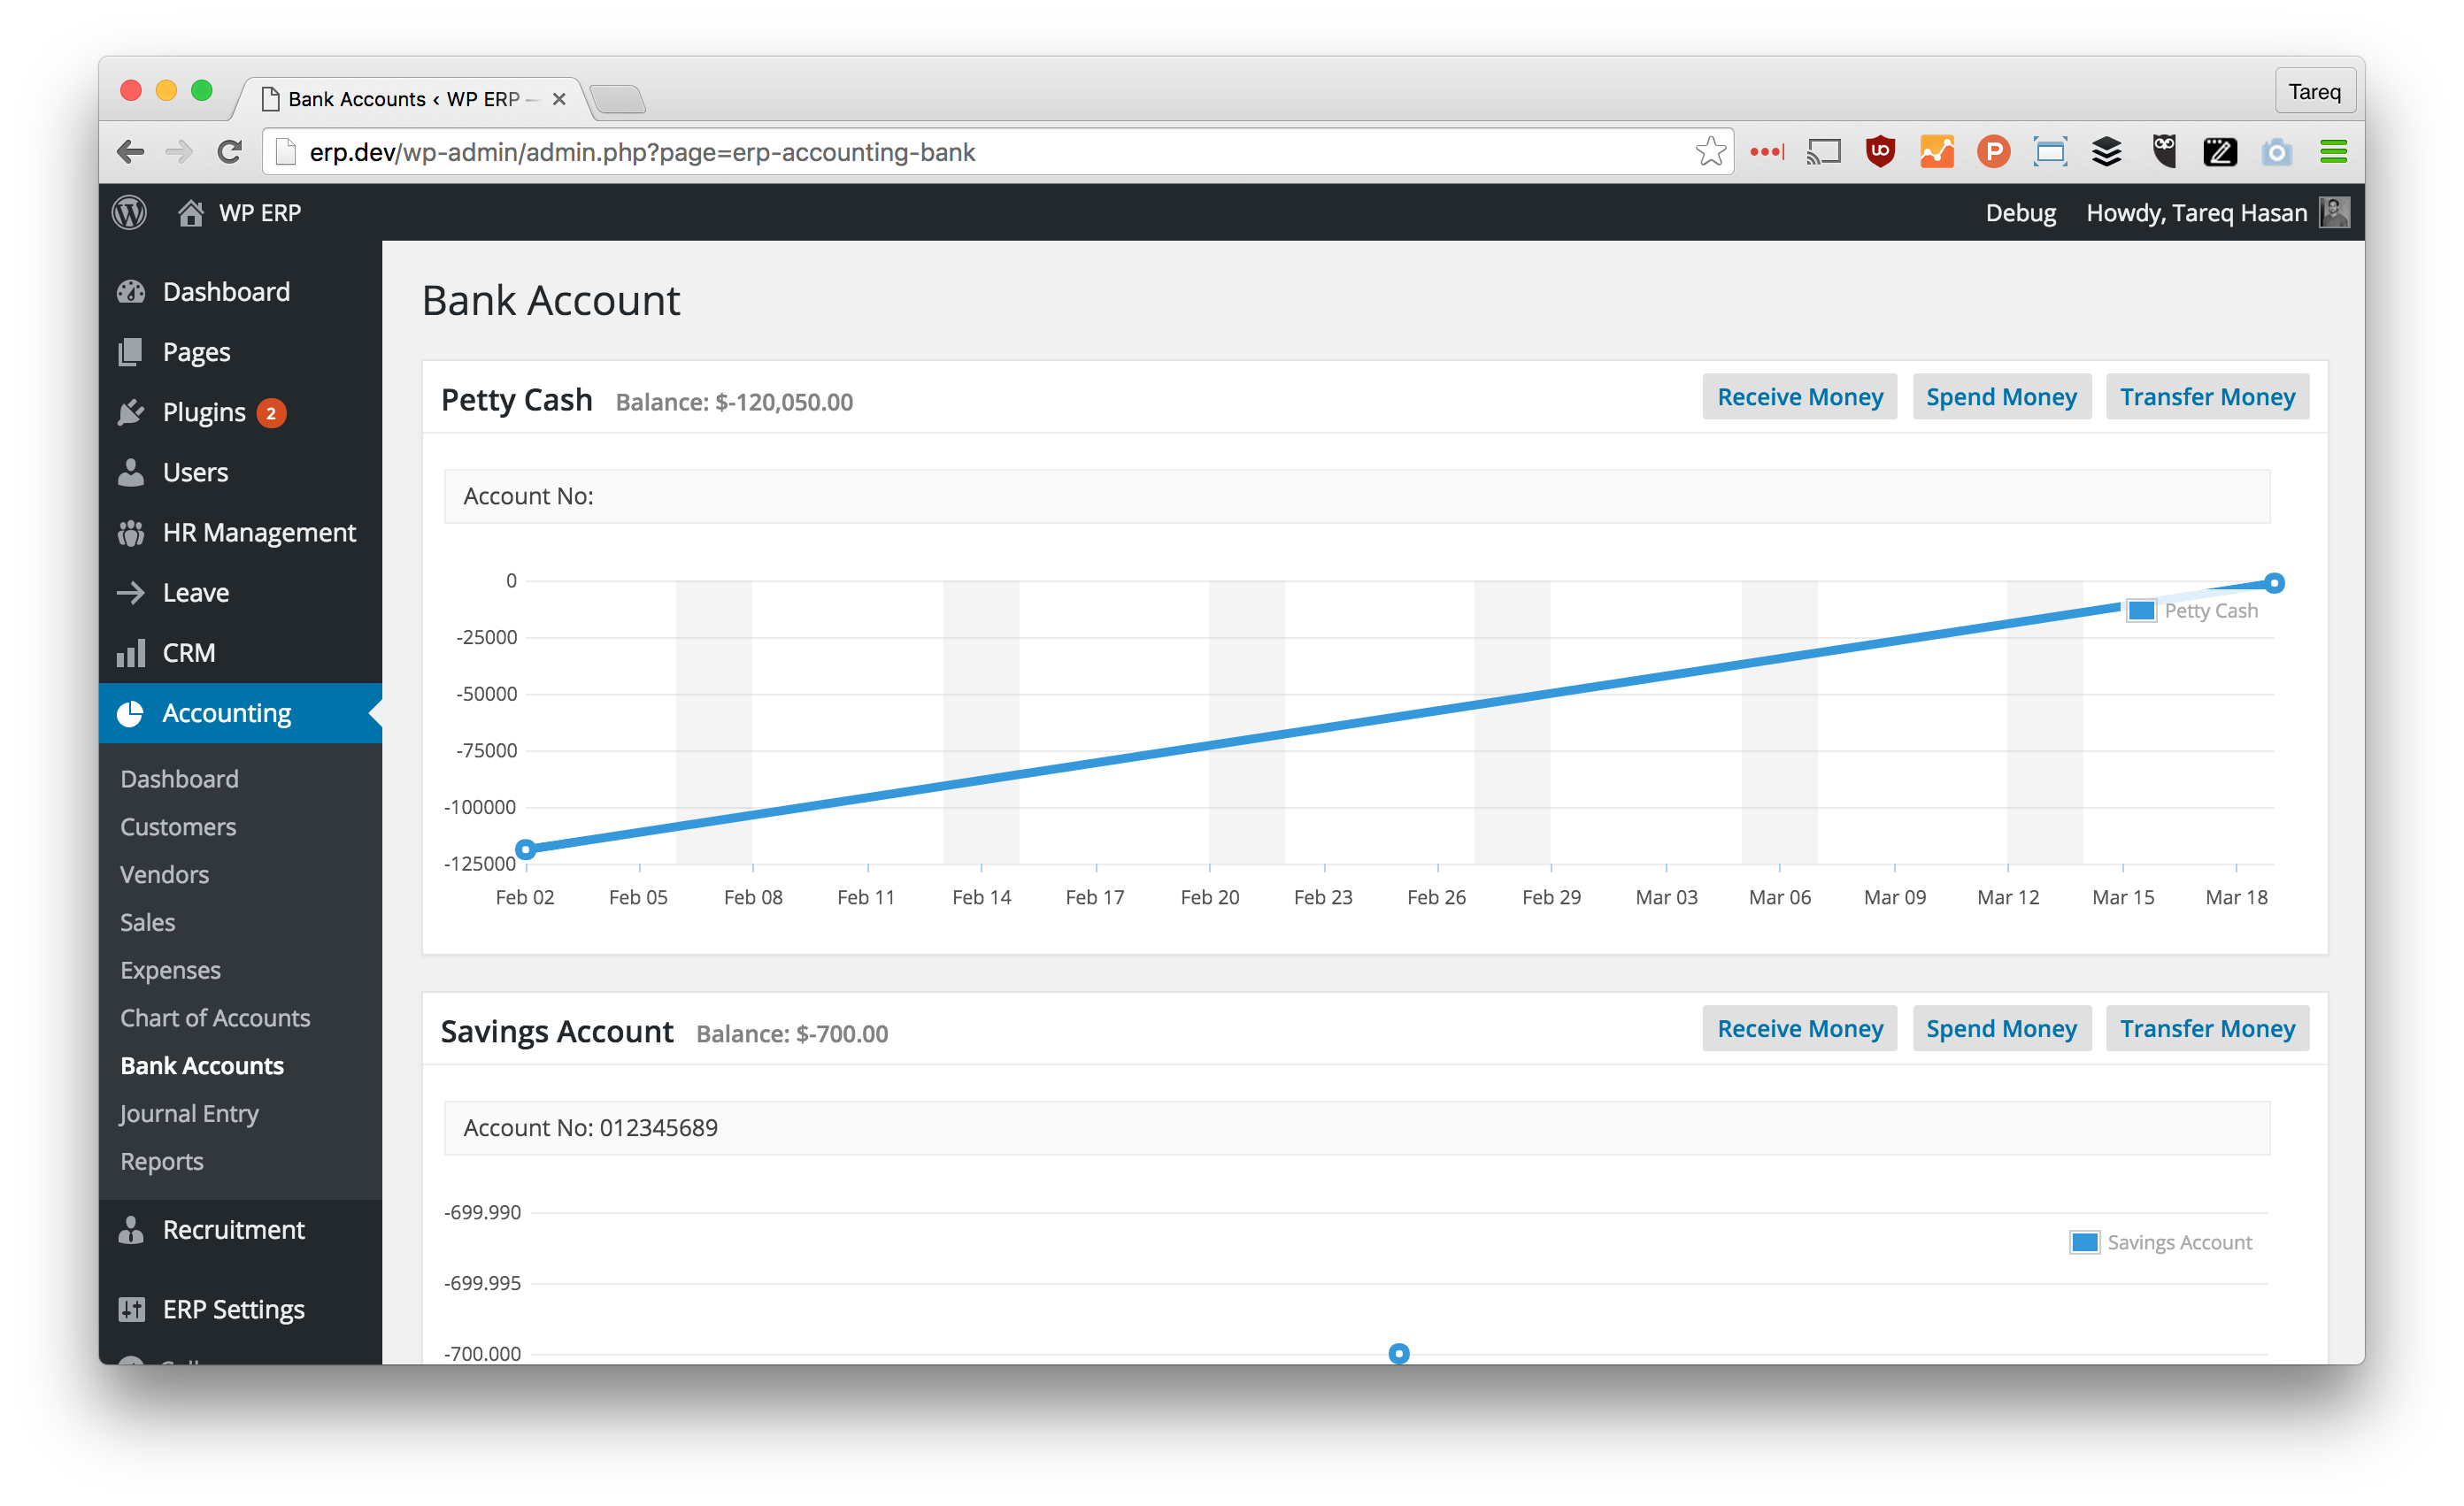 Bank Accounts ‹ WP ERP —
Tareq
erp.dev/wp-admin/admin.php?page=erp-accounting-bank
WP ERP
Debug Howdy, Tareq Hasan
Dashboard
Pages
Plugins 2
Users
HR Management
Leave
CRM
Accounting
Dashboard
Customers
Vendors
Sales
Expenses
Chart of Accounts
Bank Accounts
Journal Entry
Reports
Recruitment
ERP Settings
Bank Account
Petty Cash Balance: $-120,050.00 Receive Money Spend Money Transfer Money
Account No:
0
-25000
-50000
-75000
-100000
-125000
Petty Cash
Feb 02 Feb 05 Feb 08 Feb 11 Feb 14 Feb 17 Feb 20 Feb 23 Feb 26 Feb 29 Mar 03 Mar 06 Mar 09 Mar 12 Mar 15 Mar 18
Savings Account Balance: $-700.00 Receive Money Spend Money Transfer Money
Account No: 012345689
-699.990
Savings Account
-699.995
-700.000